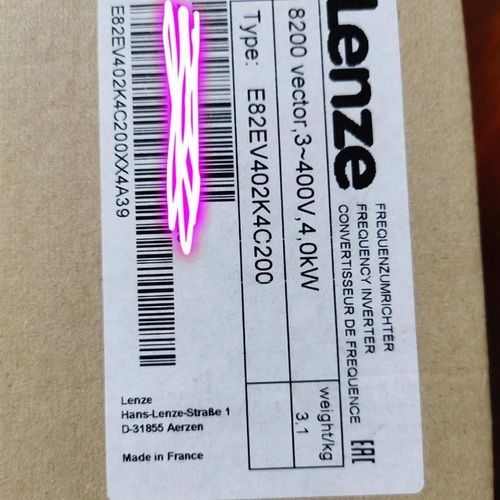 Lenze
FREQUENZUMRICHTER
FREQUENCY INVERTER
CONVERTISSEUR DE FREQUENCE
EAC
8200 vector,3~400V,4,0kW
weight/kg
3,1
Type: E82EV402K4C200
E82EV402K4C200XX4A39
Lenze
Hans-Lenze-Straße 1
D-31855 Aerzen
Made in France